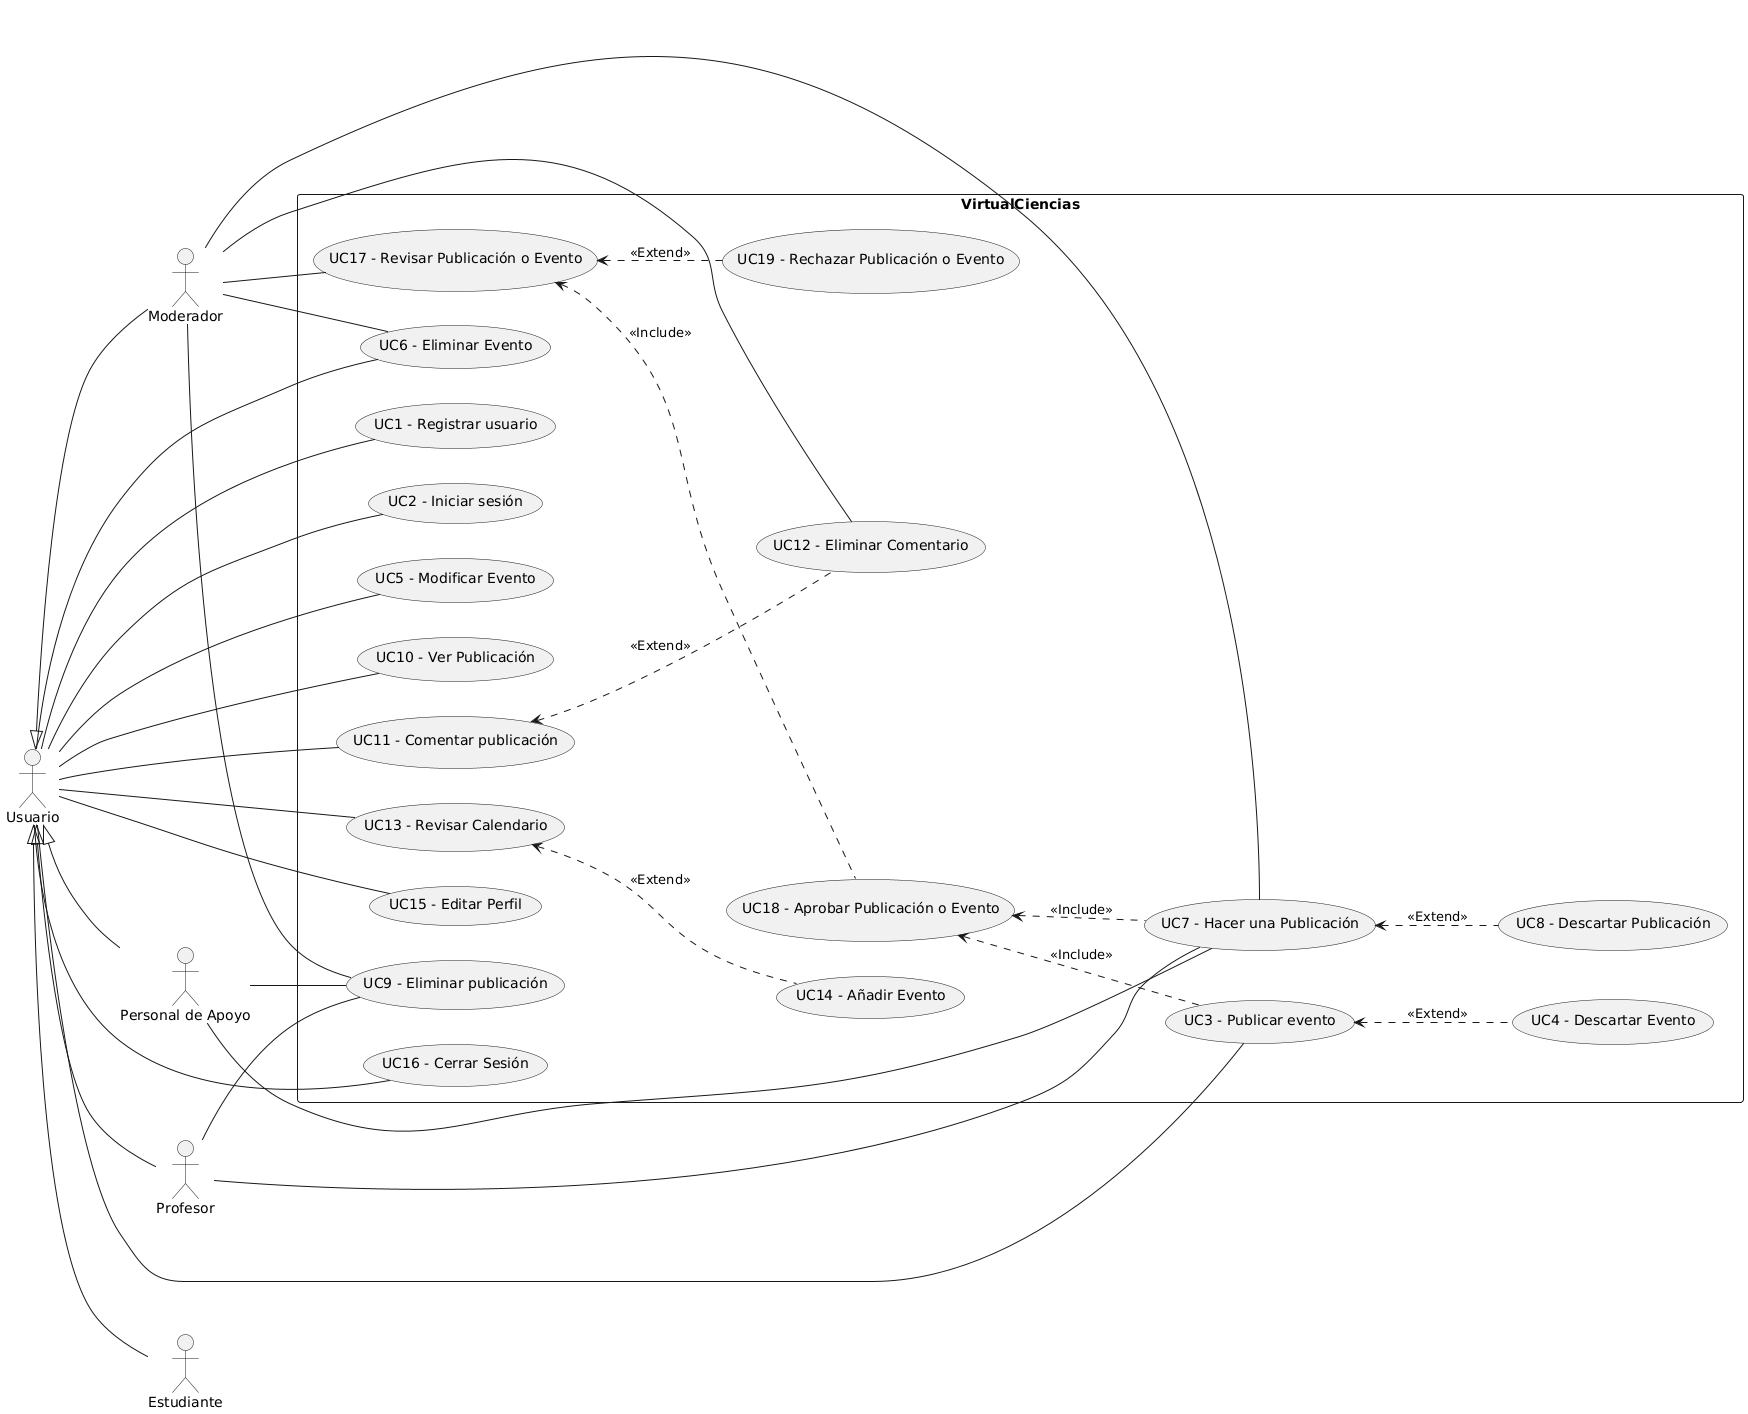 VirtualCiencias
UC17 - Revisar Publicación o Evento
«Extend»
UC19 - Rechazar Publicación o Evento
Moderador
«Include»
UC6 - Eliminar Evento
UC1 - Registrar usuario
UC2 - Iniciar sesión
UC12 - Eliminar Comentario
UC5 - Modificar Evento
«Extend»
UC10 - Ver Publicación
UC11 - Comentar publicación
Usuario
UC13 - Revisar Calendario
«Extend»
UC15 - Editar Perfil
UC18 - Aprobar Publicación o Evento
«Include»
UC7 - Hacer una Publicación
«Extend»
UC8 - Descartar Publicación
«Include»
UC9 - Eliminar publicación
UC14 - Añadir Evento
Personal de Apoyo
UC3 - Publicar evento
«Extend»
UC4 - Descartar Evento
UC16 - Cerrar Sesión
Profesor
Estudiante